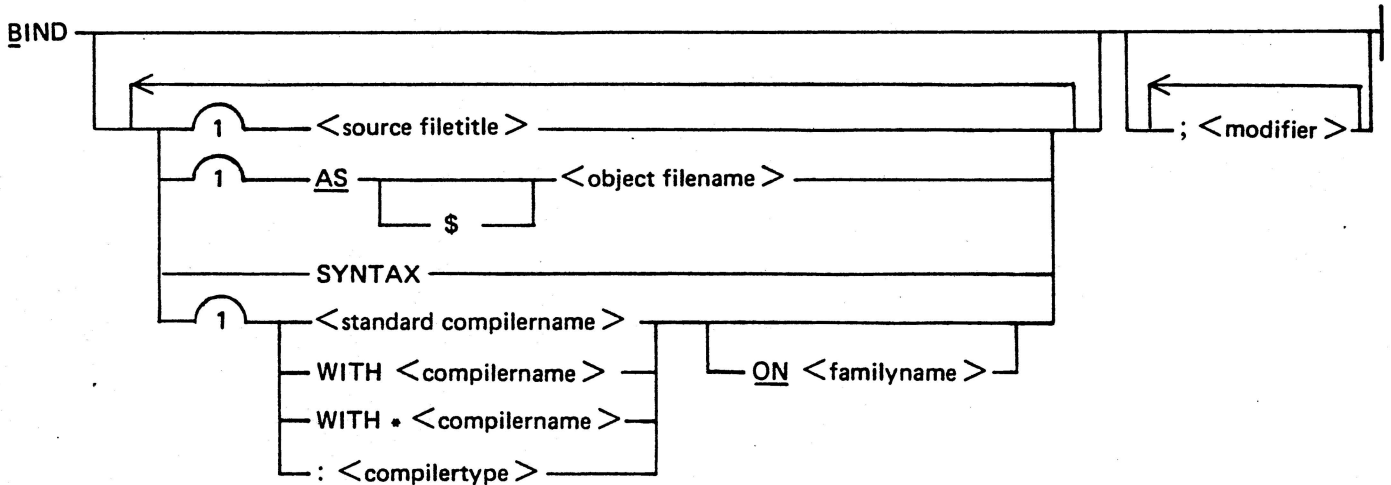 BIND
1 <source filetitle>
1 AS <object filename>
$
; <modifier>
SYNTAX
1 <standard compilername>
WITH <compilername>
ON <familyname>
WITH * <compilername>
: <compilertype>